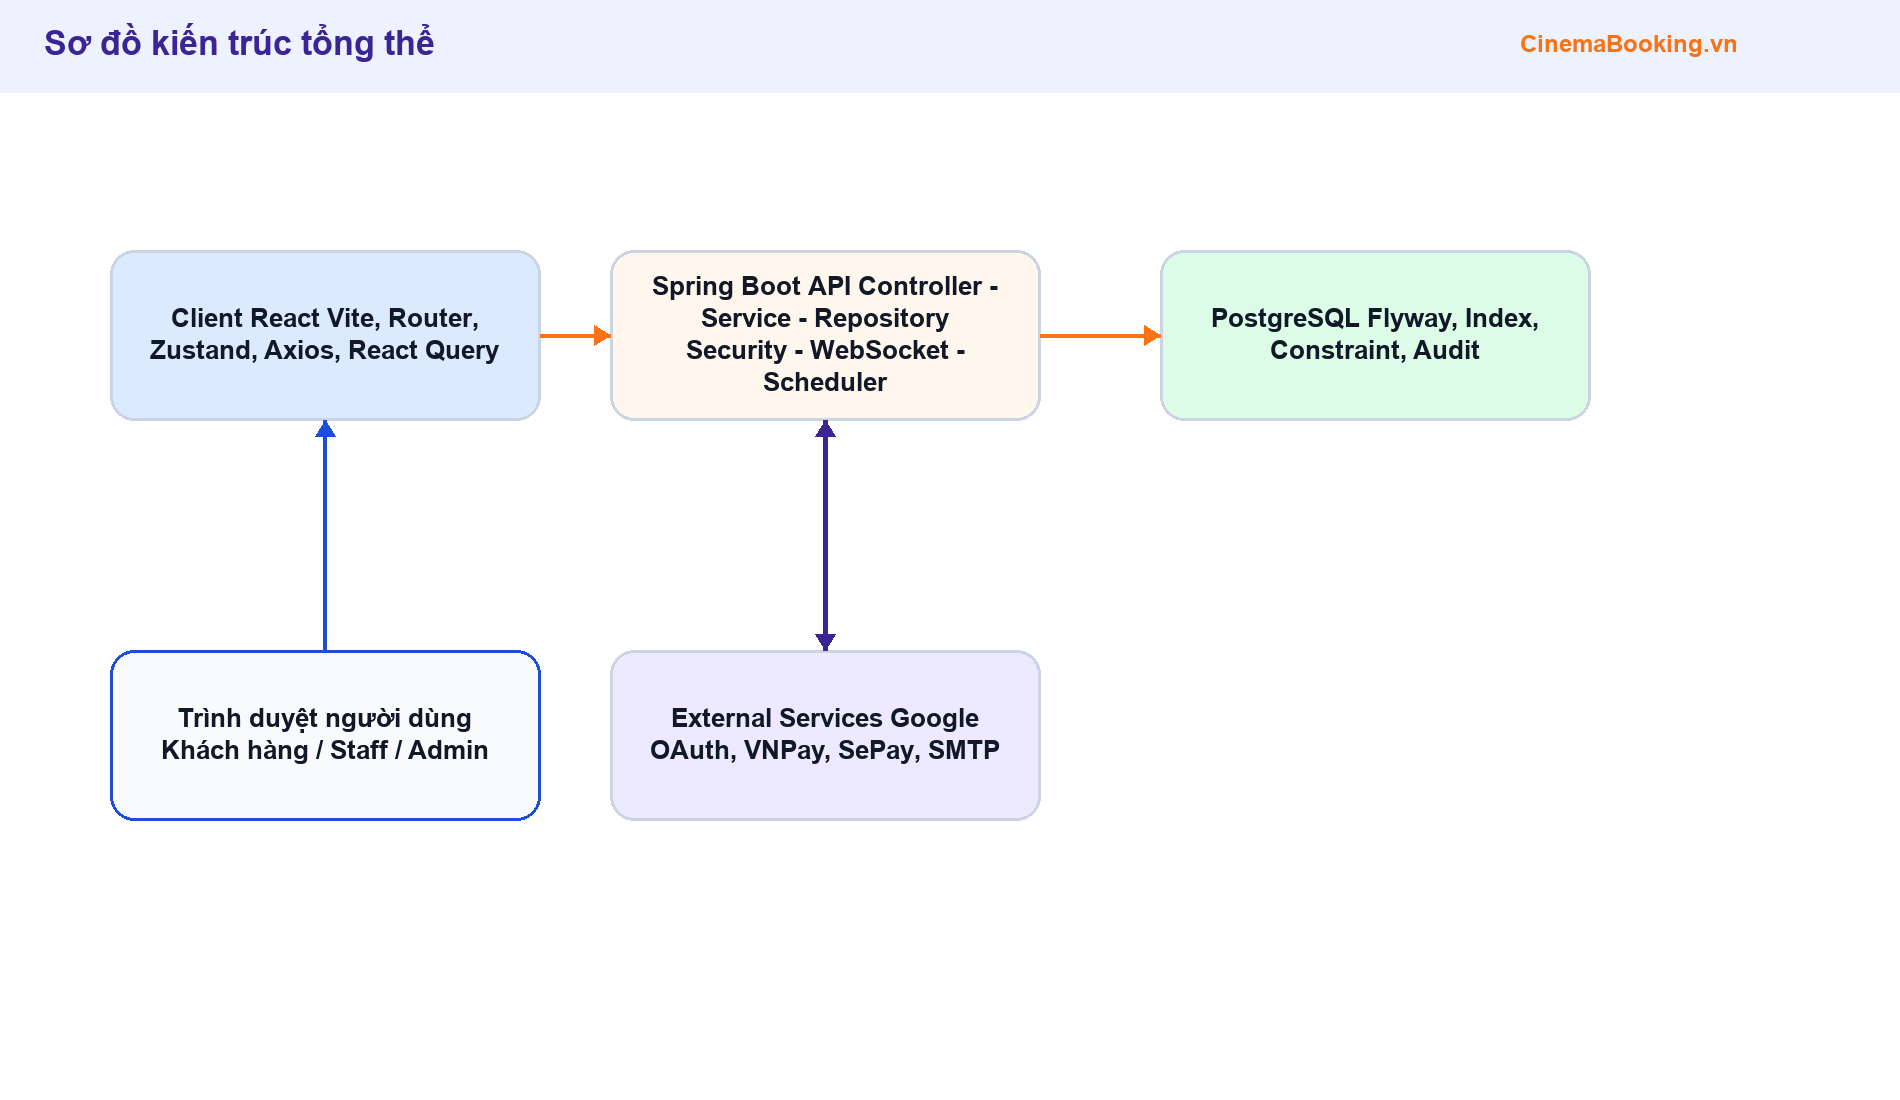 Sơ đồ kiến trúc tổng thể
CinemaBooking.vn
Client React Vite, Router,
Zustand, Axios, React Query
Spring Boot API Controller -
Service - Repository
Security - WebSocket -
Scheduler
PostgreSQL Flyway, Index,
Constraint, Audit
Trình duyệt người dùng
Khách hàng / Staff / Admin
External Services Google
OAuth, VNPay, SePay, SMTP